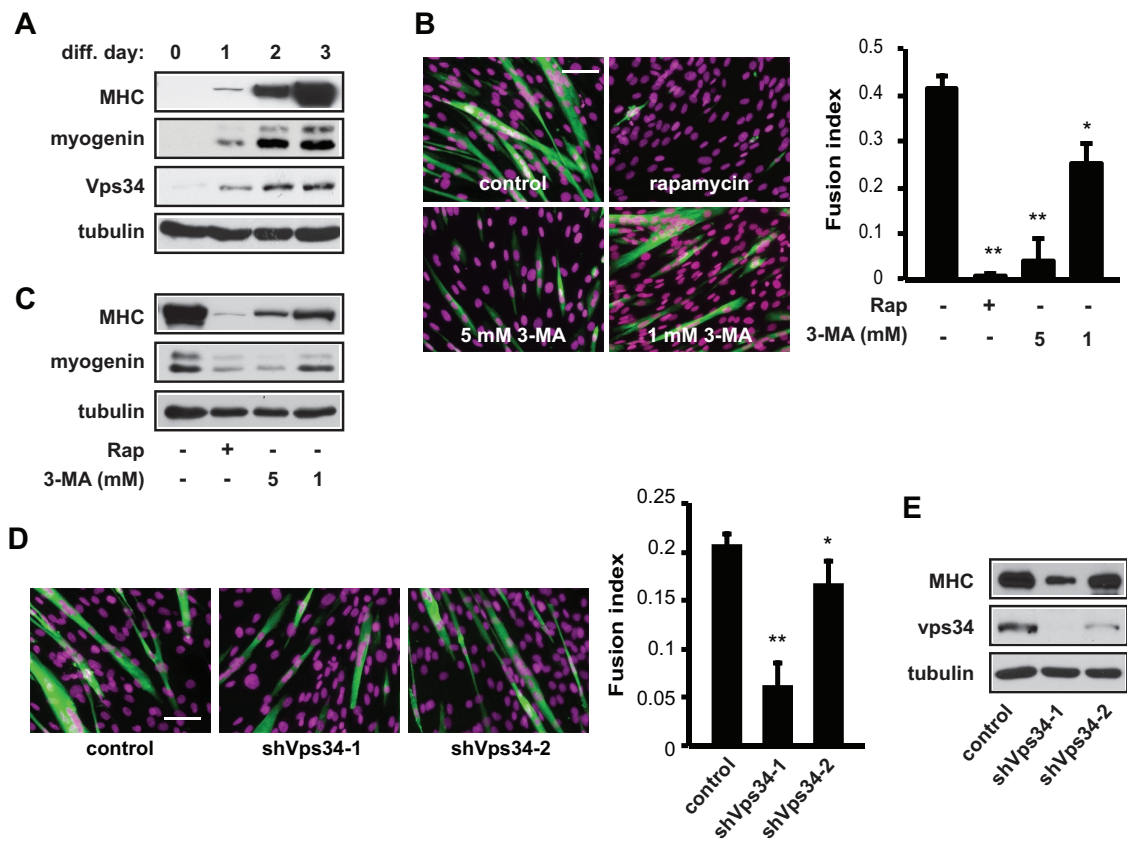 A
diff. day: 0 1 2 3
MHC
myogenin
Vps34
tubulin
B
control
rapamycin
5 mM 3-MA
1 mM 3-MA
Fusion index
0.5
0.4
0.3
0.2
0.1
0
**
**
*
Rap - + - -
3-MA (mM) - - 5 1
C
MHC
myogenin
tubulin
Rap - + - -
3-MA (mM) - - 5 1
D
control
shVps34-1
shVps34-2
Fusion index
0.25
0.2
0.15
0.1
0.05
0
**
*
control
shVps34-1
shVps34-2
E
MHC
vps34
tubulin
control
shVps34-1
shVps34-2